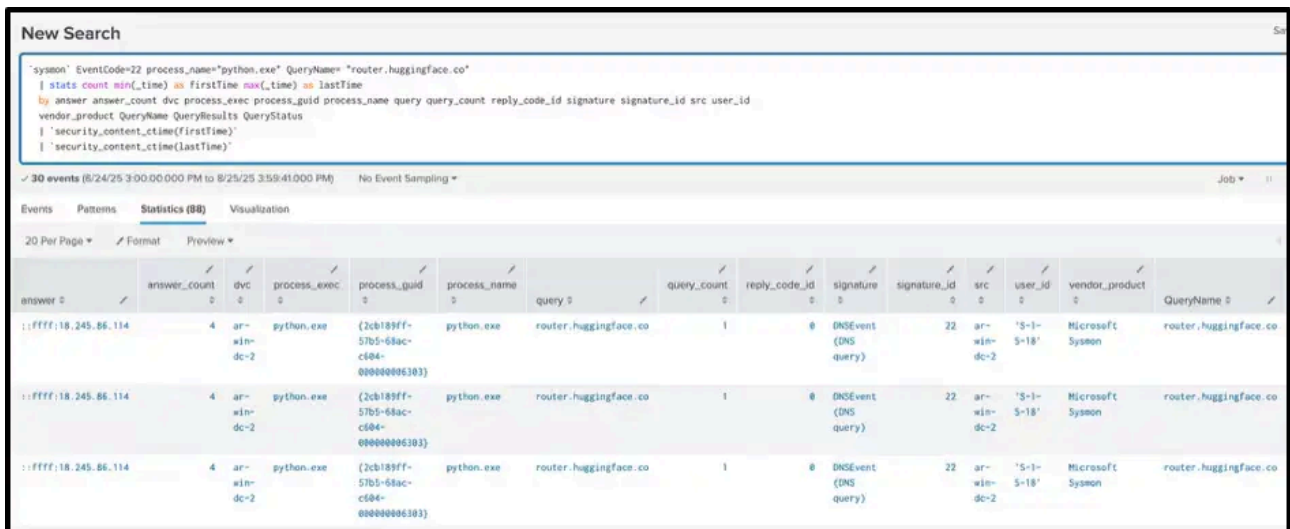 New Search
Sa
`sysmon` EventCode=22 process_name="python.exe" QueryName= "router.huggingface.co"
| stats count min(_time) as firstTime max(_time) as lastTime
by answer answer_count dvc process_exec process_guid process_name query query_count reply_code_id signature signature_id src user_id
vendor_product QueryName QueryResults QueryStatus
| `security_content_ctime(firstTime)`
| `security_content_ctime(lastTime)`
30 events (6/24/25 3:00:00.000 PM to 8/25/25 3:59:41.000 PM) No Event Sampling Job
Events Patterns Statistics (88) Visualization
20 Per Page Format Preview
answer answer_count dvc process_exec process_guid process_name query query_count reply_code_id signature signature_id src user_id vendor_product QueryName
::ffff:18.245.86.114 4 ar- python.exe {2cb189ff- python.exe router.huggingface.co 1 0 DNSEvent 22 ar- 'S-1- Microsoft router.huggingface.co
win- 57b5-68ac- (DNS win- 5-18' Sysmon
dc-2 c604- query) dc-2
000000006303}
::ffff:18.245.86.114 4 ar- python.exe {2cb189ff- python.exe router.huggingface.co 1 0 DNSEvent 22 ar- 'S-1- Microsoft router.huggingface.co
win- 57b5-68ac- (DNS win- 5-18' Sysmon
dc-2 c604- query) dc-2
000000006303}
::ffff:18.245.86.114 4 ar- python.exe {2cb189ff- python.exe router.huggingface.co 1 0 DNSEvent 22 ar- 'S-1- Microsoft router.huggingface.co
win- 57b5-68ac- (DNS win- 5-18' Sysmon
dc-2 c604- query) dc-2
000000006303}